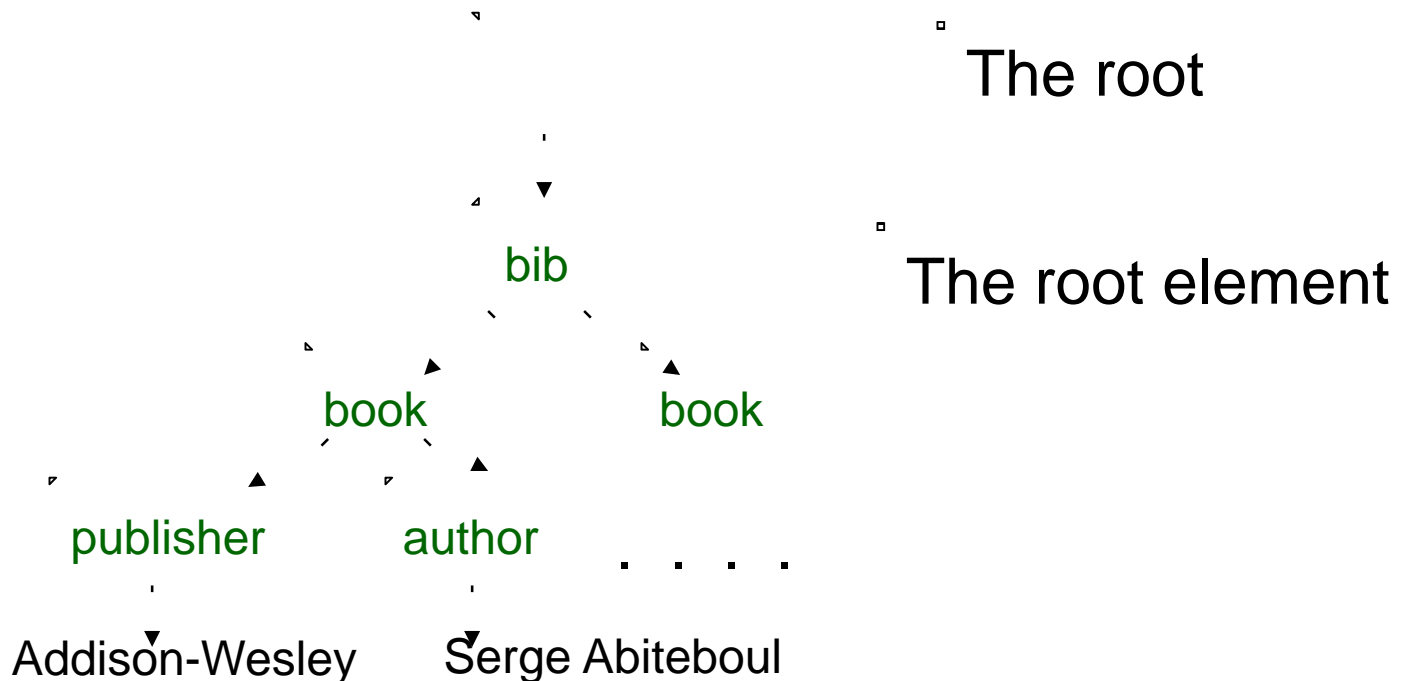 The root
bib
The root element
book book
publisher author . . . .
Addison-Wesley Serge Abiteboul